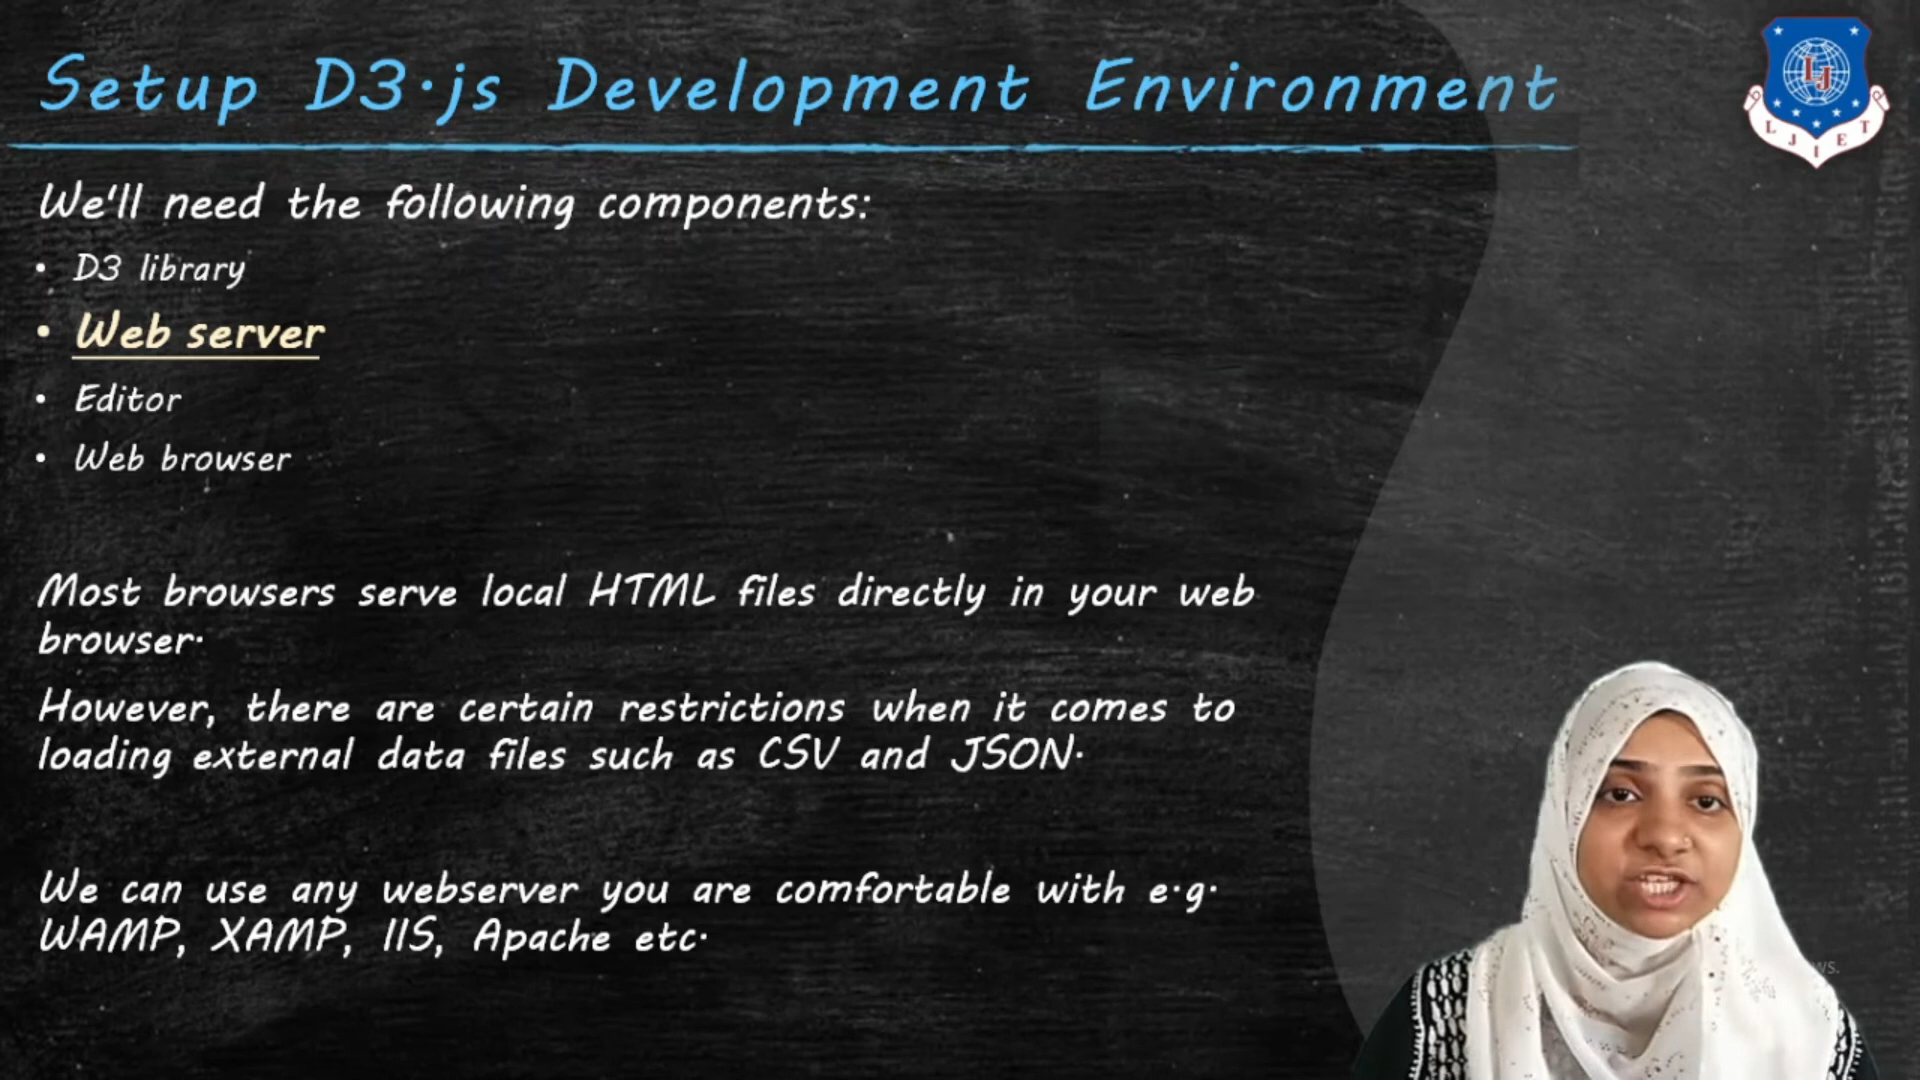 Setup D3.js Development Environment
L J I E T
We'll need the following components:
• D3 library
• Web server
• Editor
• Web browser
Most browsers serve local HTML files directly in your web
browser.
However, there are certain restrictions when it comes to
loading external data files such as CSV and JSON.
We can use any webserver you are comfortable with e.g.
WAMP, XAMP, IIS, Apache etc.